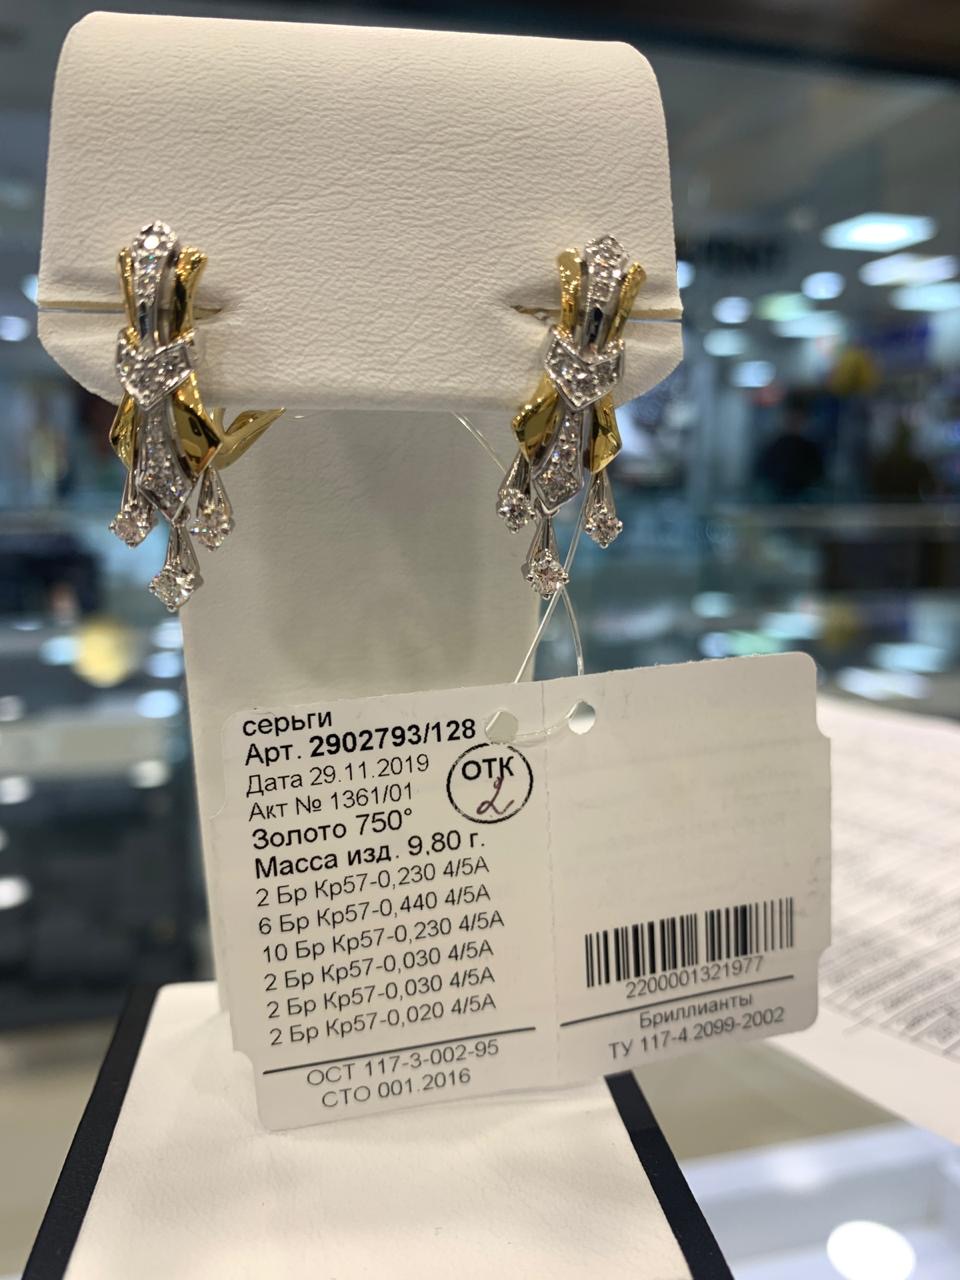 серьги
Арт. 2902793/128
Дата 29.11.2019
Акт № 1361/01
Золото 750°
Масса изд. 9,80 г.
2 Бр Кр57-0,230 4/5А
6 Бр Кр57-0,440 4/5А
10 Бр Кр57-0,230 4/5А
2 Бр Кр57-0,030 4/5А
2 Бр Кр57-0,030 4/5А
2 Бр Кр57-0,020 4/5А
ОСТ 117-3-002-95
СТО 001.2016
ОТК
2
2200001321977
Бриллианты
ТУ 117-4.2099-2002